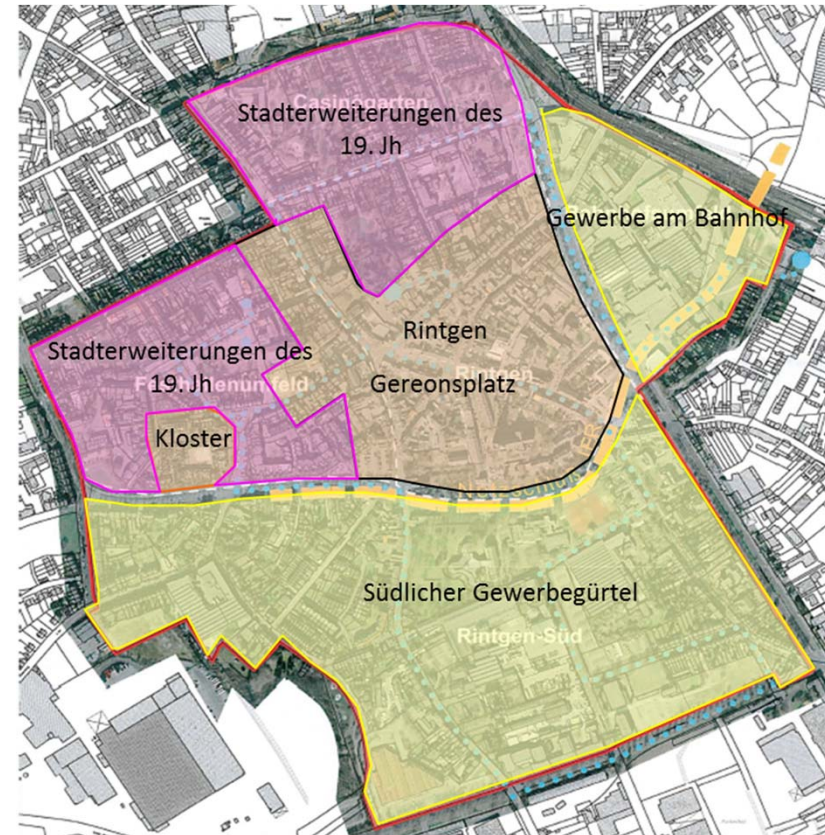 Casinogarten
Stadterweiterungen des
19. Jh
Gewerbe am Bahnhof
Rintgen
Stadterweiterungen des
19. Jh
Rintgen
Gereonsplatz
Kloster
Südlicher Gewerbegürtel
Rintgen-Süd